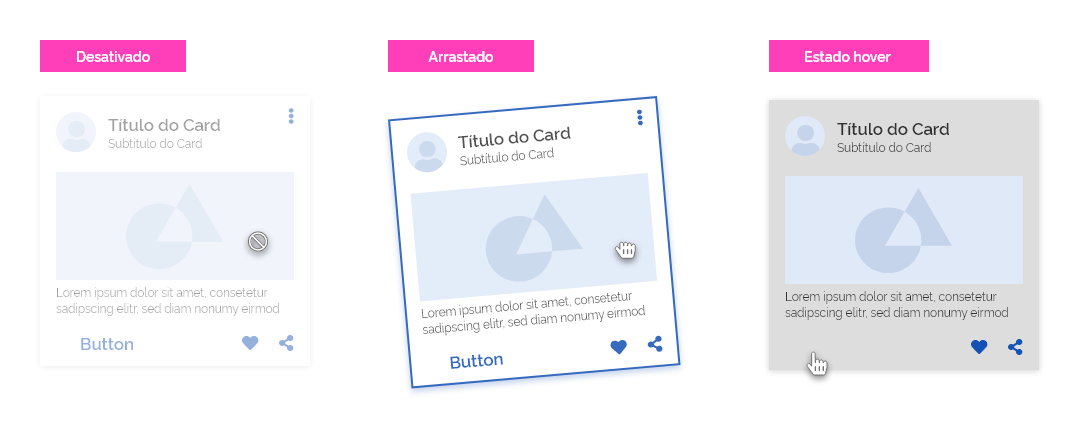 Desativado
Título do Card
Subtítulo do Card
Lorem ipsum dolor sit amet, consetetur
sadipscing elitr, sed diam nonumy eirmod
Button
Arrastado
Título do Card
Subtítulo do Card
Lorem ipsum dolor sit amet, consetetur
sadipscing elitr, sed diam nonumy eirmod
Button
Estado hover
Título do Card
Subtítulo do Card
Lorem ipsum dolor sit amet, consetetur
sadipscing elitr, sed diam nonumy eirmod